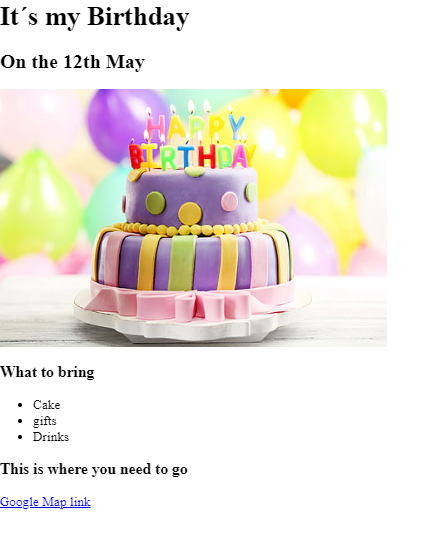 It´s my Birthday
On the 12th May
HAPPY
BIRTHDAY
What to bring
Cake
gifts
Drinks
This is where you need to go
Google Map link